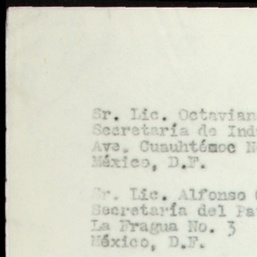 Sr. Lic. Octavian
Secretaría de Ind
Ave. Cuauhtémoc N
México, D.F.
Sr. Lic. Alfonso
Secretaría del Pa
La Fragua No. 3
México, D.F.